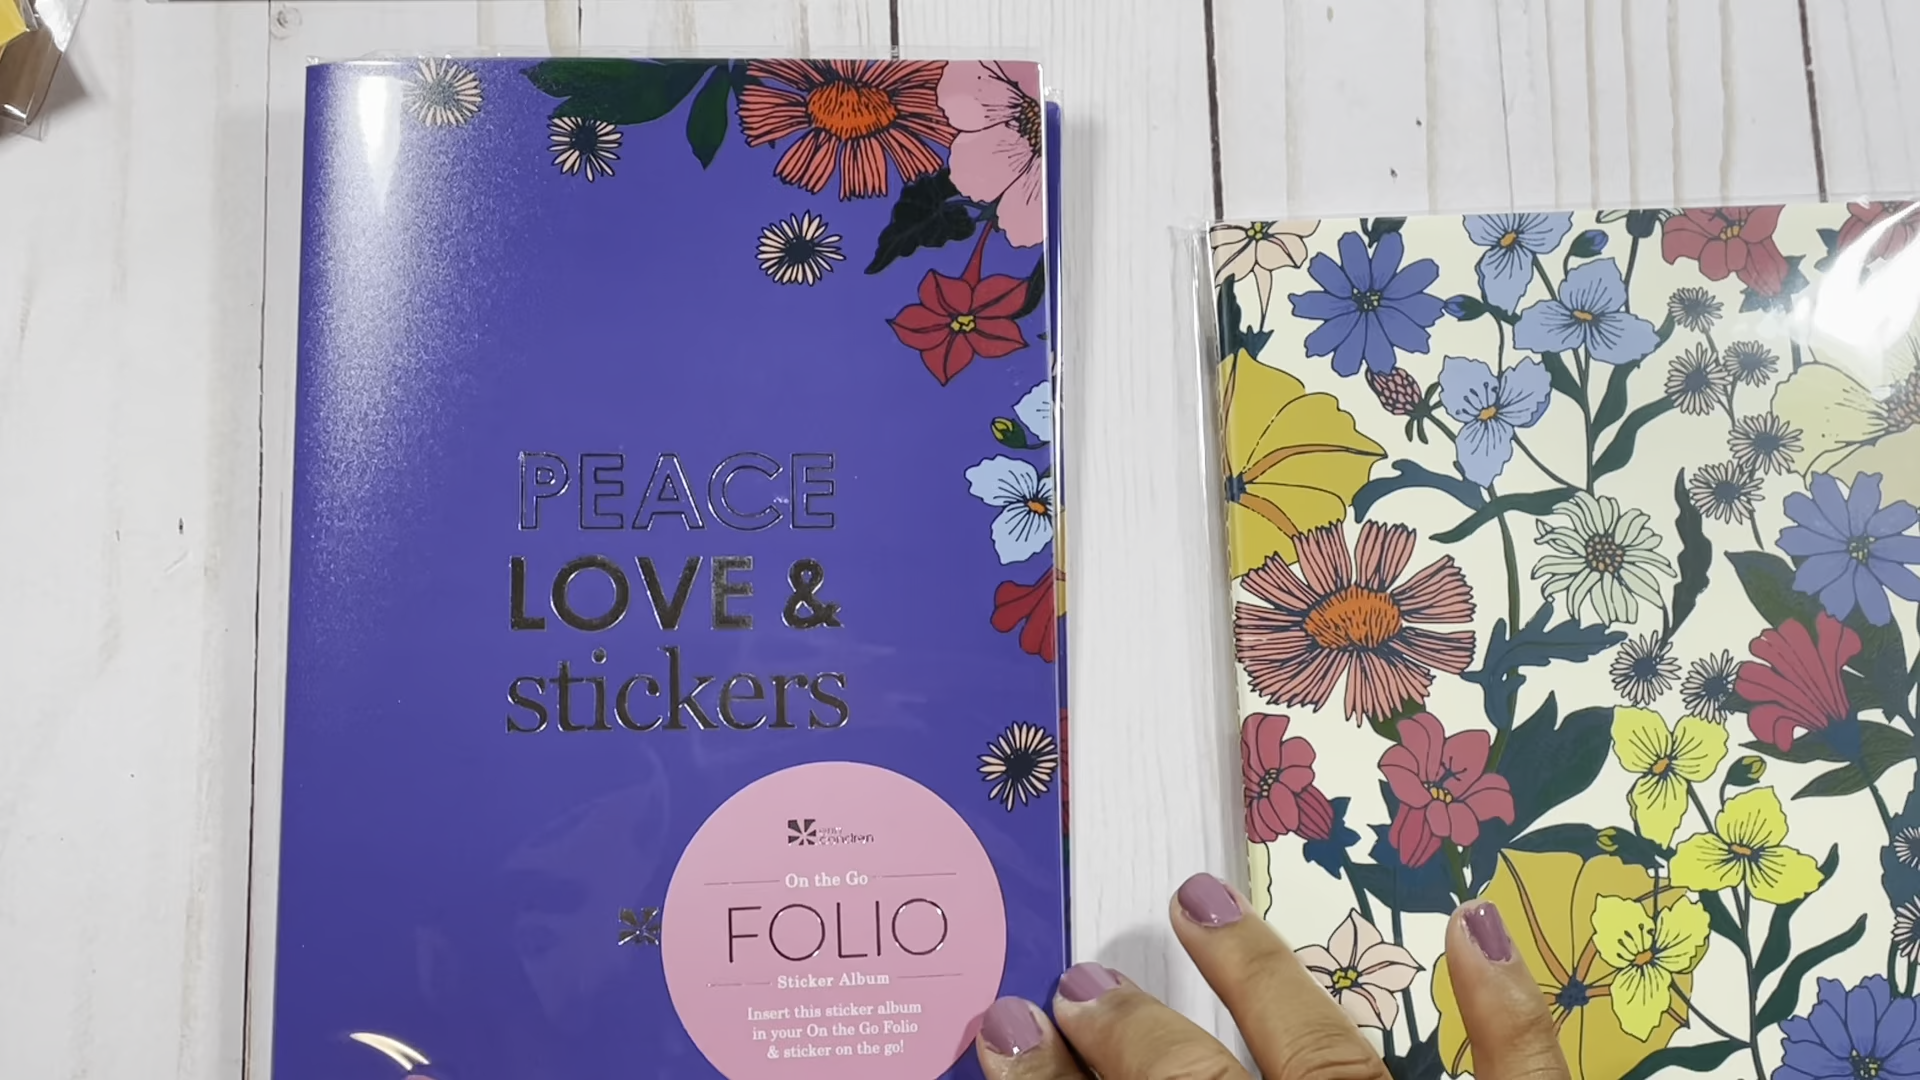 PEACE
LOVE &
stickers
condren
On the Go
FOLIO
Sticker Album
Insert this sticker album
in your On the Go Folio
& sticker on the go!